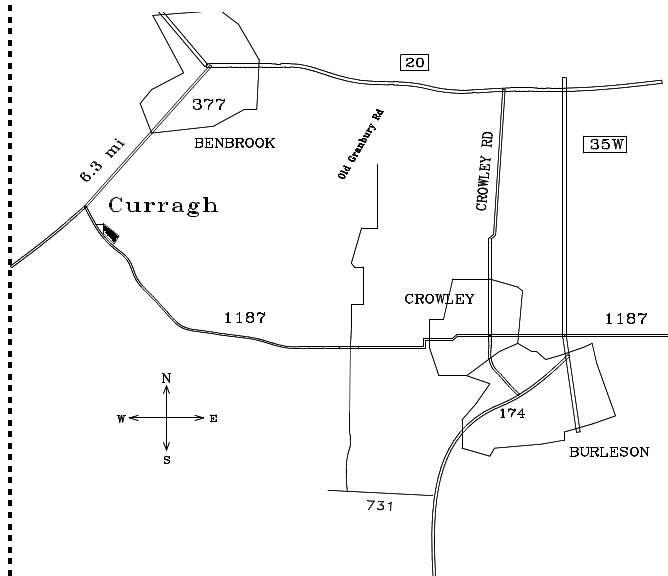 20
377
35W
BENBROOK
Old Granbury Rd
6.3 mi
CROWLEY RD
Curragh
CROWLEY
1187
1187
N
W
E
S
174
BURLESON
731